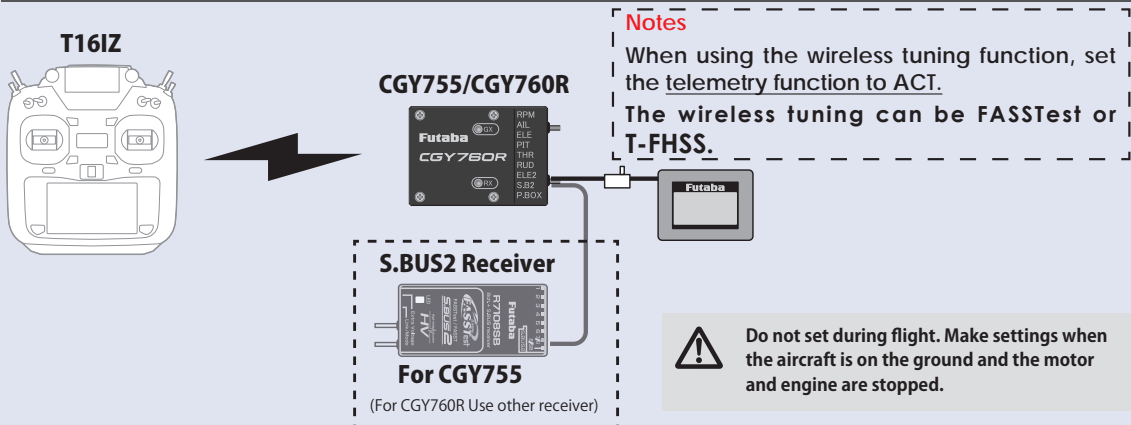 T16IZ
CGY755/CGY760R
Futaba
GX
CGY760R
RX
RPM
AIL
ELE
PIT
THR
RUD
ELE2
S.B2
P.BOX
Notes
When using the wireless tuning function, set
the telemetry function to ACT.
The wireless tuning can be FASSTest or
T-FHSS.
Futaba
S.BUS2 Receiver
Futaba
R7108SB
FASSTest
S.BUS2
HV
LED
For CGY755
(For CGY760R Use other receiver)
Do not set during flight. Make settings when
the aircraft is on the ground and the motor
and engine are stopped.